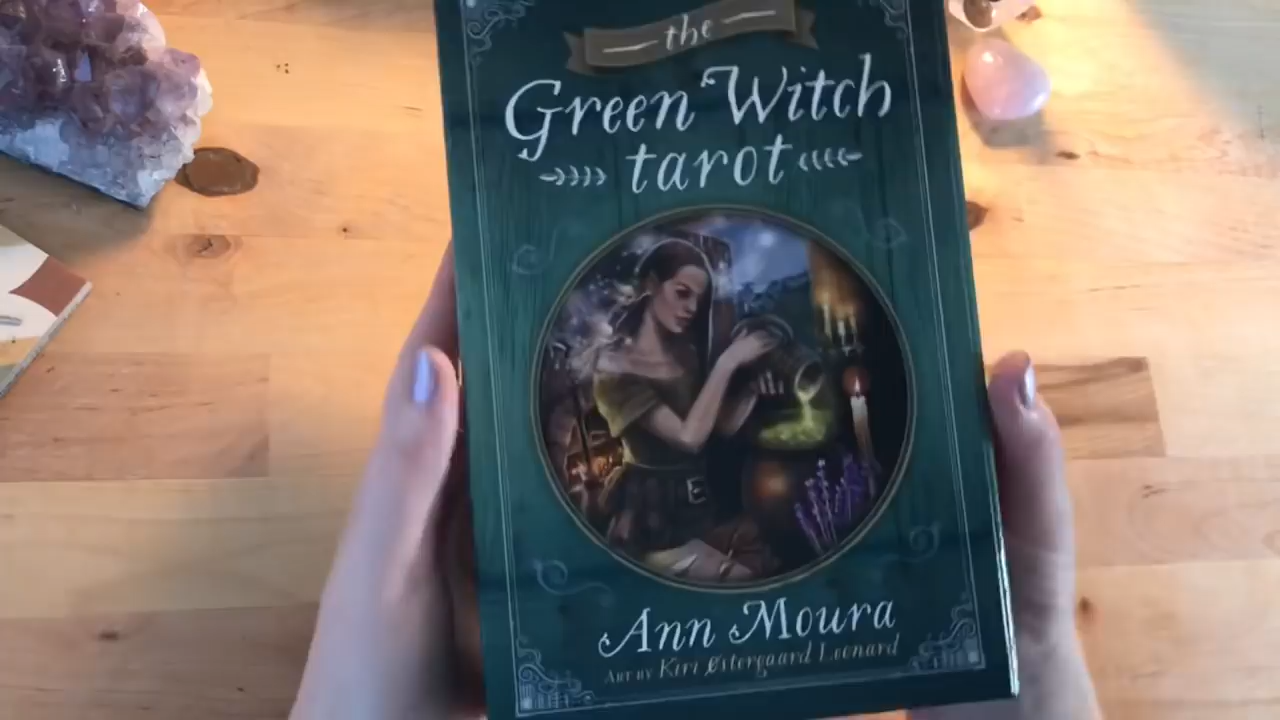 the
Green Witch
tarot
Ann Moura
ART BY Kiri Østergaard Leonard